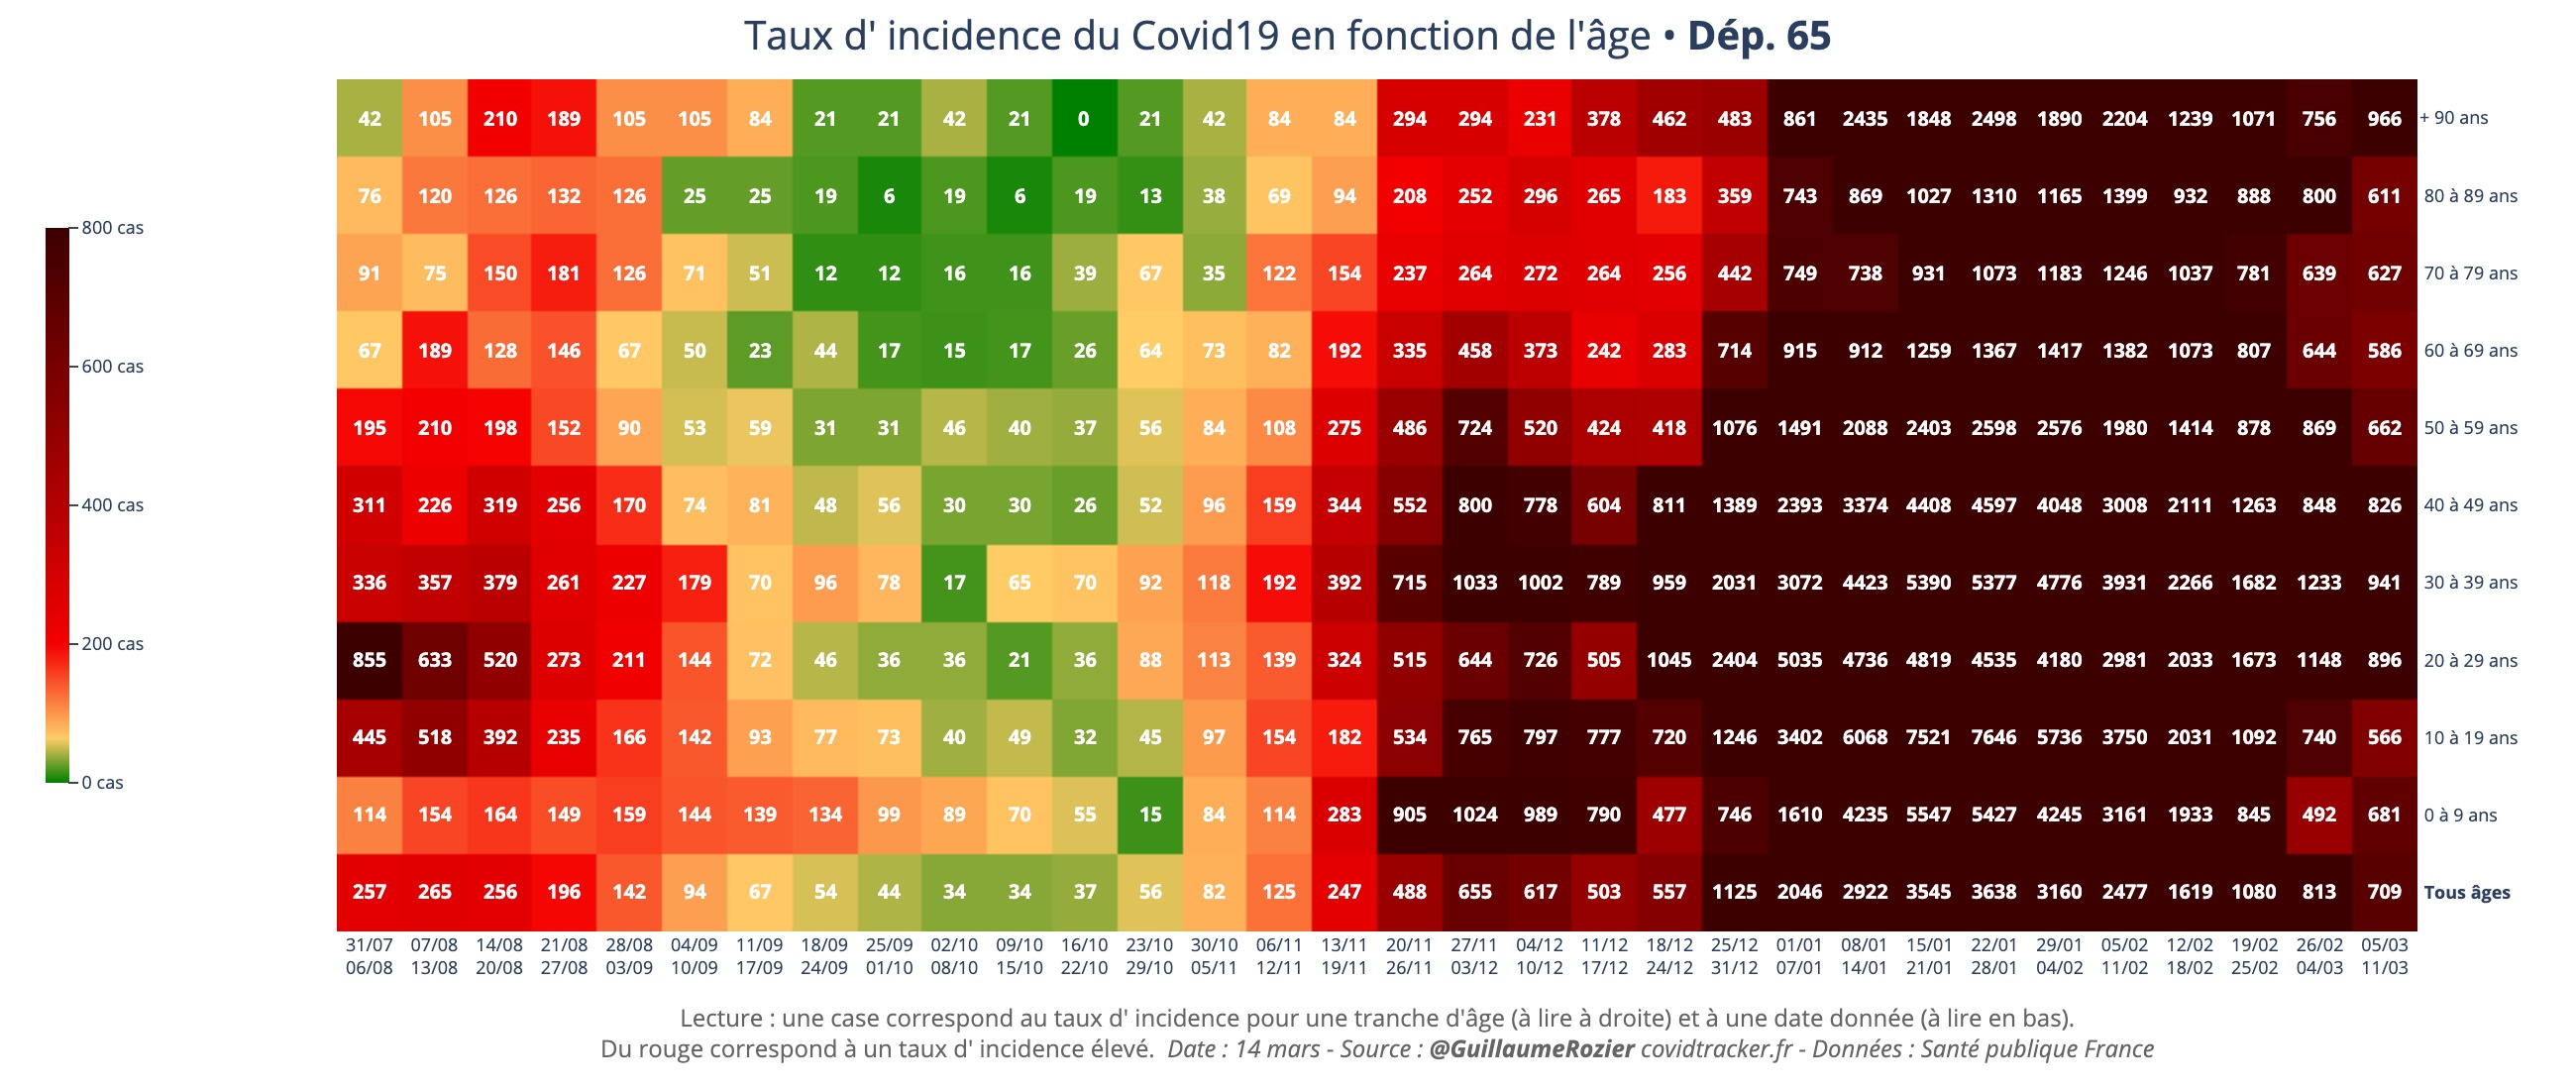 Taux d' incidence du Covid19 en fonction de l'âge • Dép. 65
42 105 210 189 105 105 84 21 21 42 21 0 21 42 84 84 294 294 231 378 462 483 861 2435 1848 2498 1890 2204 1239 1071 756 966 + 90 ans
76 120 126 132 126 25 25 19 6 19 6 19 13 38 69 94 208 252 296 265 183 359 743 869 1027 1310 1165 1399 932 888 800 611 80 à 89 ans
800 cas
91 75 150 181 126 71 51 12 12 16 16 39 67 35 122 154 237 264 272 264 256 442 749 738 931 1073 1183 1246 1037 781 639 627 70 à 79 ans
67 189 128 146 67 50 23 44 17 15 17 26 64 73 82 192 335 458 373 242 283 714 915 912 1259 1367 1417 1382 1073 807 644 586 60 à 69 ans
600 cas
195 210 198 152 90 53 59 31 31 46 40 37 56 84 108 275 486 724 520 424 418 1076 1491 2088 2403 2598 2576 1980 1414 878 869 662 50 à 59 ans
400 cas
311 226 319 256 170 74 81 48 56 30 30 26 52 96 159 344 552 800 778 604 811 1389 2393 3374 4408 4597 4048 3008 2111 1263 848 826 40 à 49 ans
336 357 379 261 227 179 70 96 78 17 65 70 92 118 192 392 715 1033 1002 789 959 2031 3072 4423 5390 5377 4776 3931 2266 1682 1233 941 30 à 39 ans
200 cas
855 633 520 273 211 144 72 46 36 36 21 36 88 113 139 324 515 644 726 505 1045 2404 5035 4736 4819 4535 4180 2981 2033 1673 1148 896 20 à 29 ans
445 518 392 235 166 142 93 77 73 40 49 32 45 97 154 182 534 765 797 777 720 1246 3402 6068 7521 7646 5736 3750 2031 1092 740 566 10 à 19 ans
0 cas
114 154 164 149 159 144 139 134 99 89 70 55 15 84 114 283 905 1024 989 790 477 746 1610 4235 5547 5427 4245 3161 1933 845 492 681 0 à 9 ans
257 265 256 196 142 94 67 54 44 34 34 37 56 82 125 247 488 655 617 503 557 1125 2046 2922 3545 3638 3160 2477 1619 1080 813 709 Tous âges
31/07 07/08 14/08 21/08 28/08 04/09 11/09 18/09 25/09 02/10 09/10 16/10 23/10 30/10 06/11 13/11 20/11 27/11 04/12 11/12 18/12 25/12 01/01 08/01 15/01 22/01 29/01 05/02 12/02 19/02 26/02 05/03
06/08 13/08 20/08 27/08 03/09 10/09 17/09 24/09 01/10 08/10 15/10 22/10 29/10 05/11 12/11 19/11 26/11 03/12 10/12 17/12 24/12 31/12 07/01 14/01 21/01 28/01 04/02 11/02 18/02 25/02 04/03 11/03
Lecture : une case correspond au taux d' incidence pour une tranche d'âge (à lire à droite) et à une date donnée (à lire en bas).
Du rouge correspond à un taux d' incidence élevé. Date : 14 mars - Source : @GuillaumeRozier covidtracker.fr - Données : Santé publique France